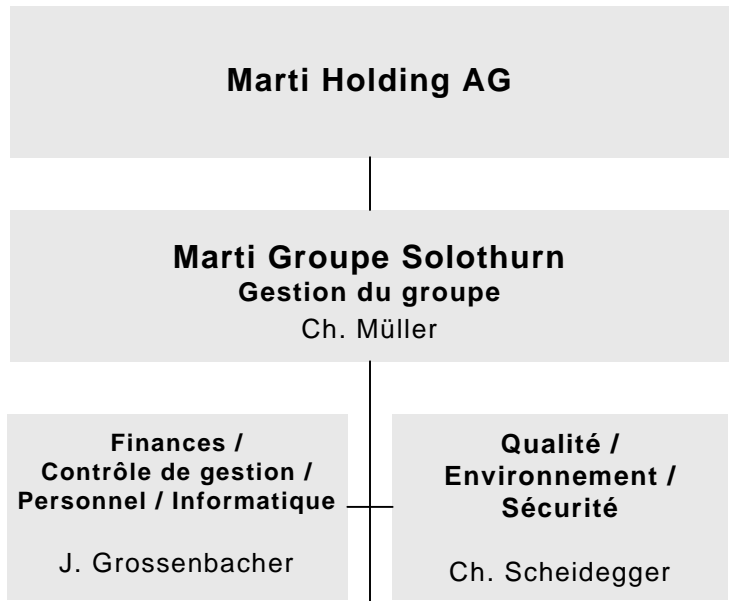 Marti Holding AG
Marti Groupe Solothurn
Gestion du groupe
Ch. Müller
Finances /
Contrôle de gestion /
Personnel / Informatique
J. Grossenbacher
Qualité /
Environnement /
Sécurité
Ch. Scheidegger